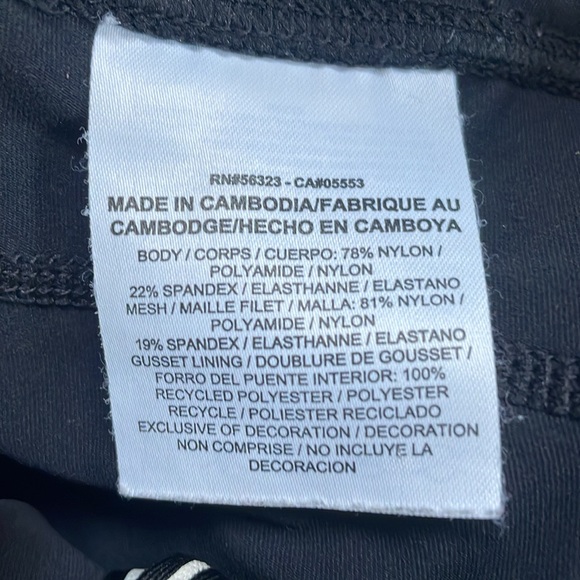 RN#56323 - CA#05553
MADE IN CAMBODIA/FABRIQUE AU
CAMBODGE/HECHO EN CAMBOYA
BODY / CORPS / CUERPO: 78% NYLON /
POLYAMIDE / NYLON
22% SPANDEX / ELASTHANNE / ELASTANO
MESH / MAILLE FILET / MALLA: 81% NYLON /
POLYAMIDE / NYLON
19% SPANDEX / ELASTHANNE / ELASTANO
GUSSET LINING / DOUBLURE DE GOUSSET /
FORRO DEL PUENTE INTERIOR: 100%
RECYCLED POLYESTER / POLYESTER
RECYCLE / POLIESTER RECICLADO
EXCLUSIVE OF DECORATION / DECORATION
NON COMPRISE / NO INCLUYE LA
DECORACION